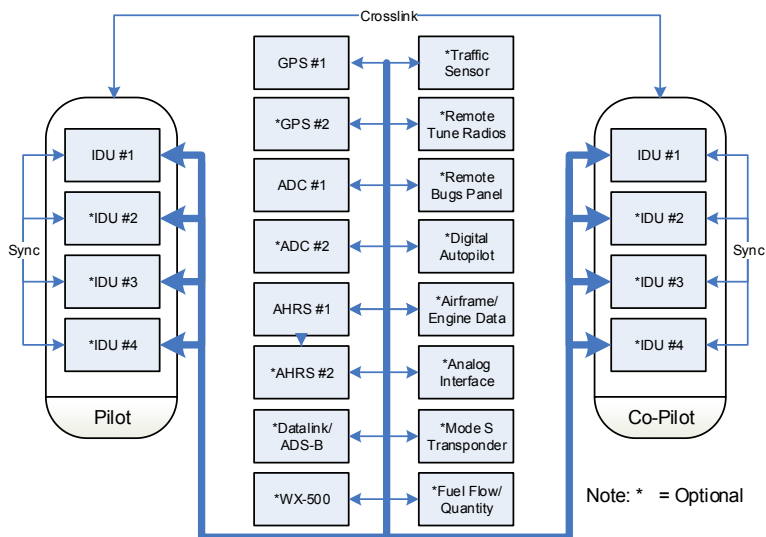 Crosslink
GPS #1
*Traffic
Sensor
*GPS #2
*Remote
Tune Radios
ADC #1
*Remote
Bugs Panel
*ADC #2
*Digital
Autopilot
AHRS #1
*Airframe/
Engine Data
*AHRS #2
*Analog
Interface
*Datalink/
ADS-B
*Mode S
Transponder
*WX-500
*Fuel Flow/
Quantity
IDU #1
*IDU #2
Sync
*IDU #3
*IDU #4
Pilot
IDU #1
*IDU #2
Sync
*IDU #3
*IDU #4
Co-Pilot
Note: * = Optional